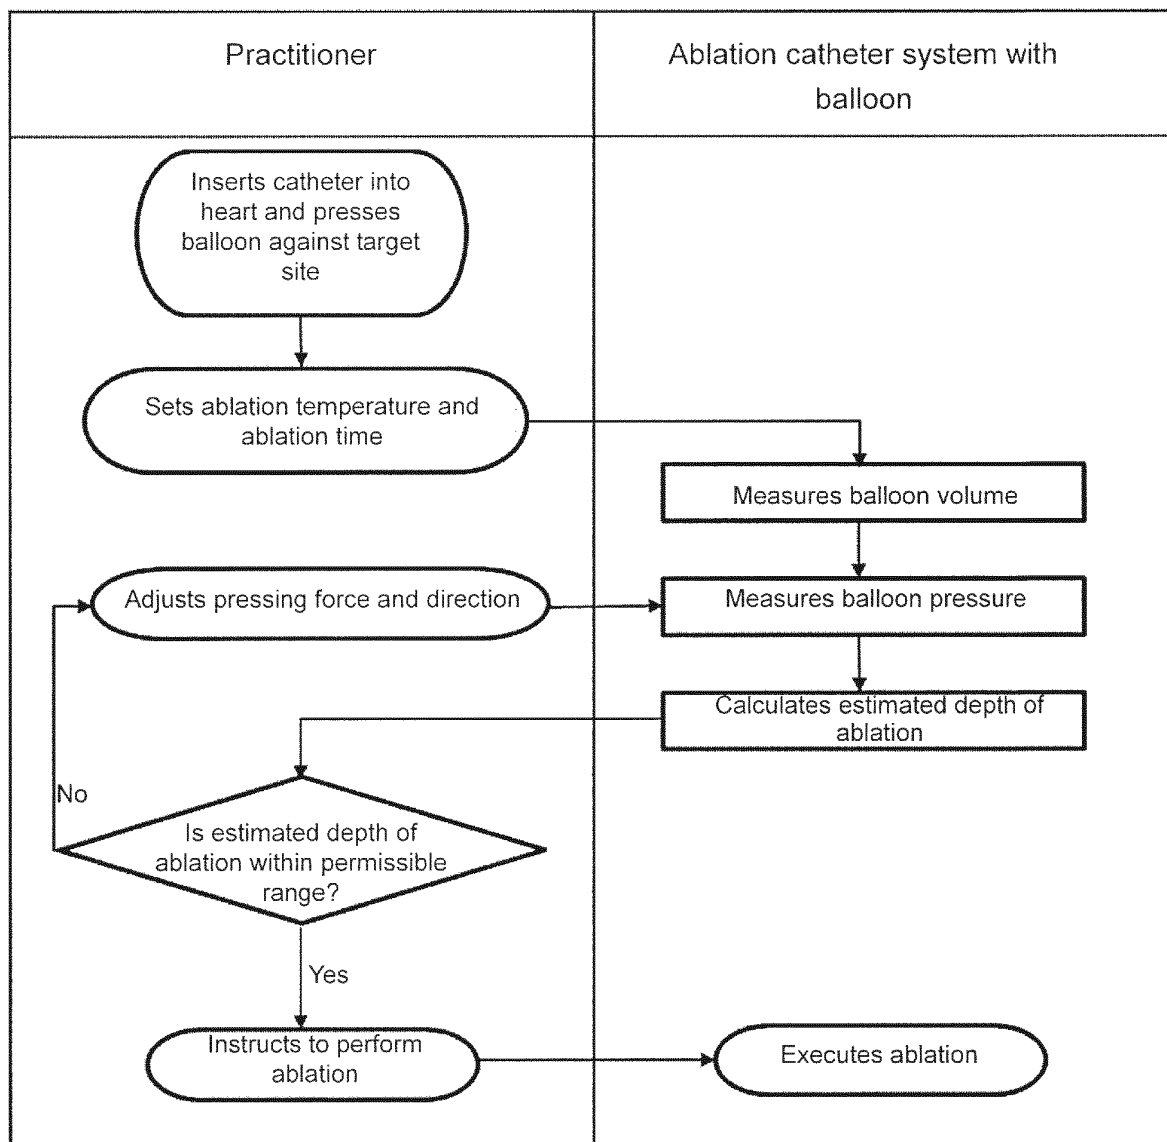 Practitioner
Ablation catheter system with
balloon
Inserts catheter into
heart and presses
balloon against target
site
Sets ablation temperature and
ablation time
Measures balloon volume
Adjusts pressing force and direction
Measures balloon pressure
Calculates estimated depth of
ablation
No
Is estimated depth of
ablation within permissible
range?
Yes
Instructs to perform
ablation
Executes ablation